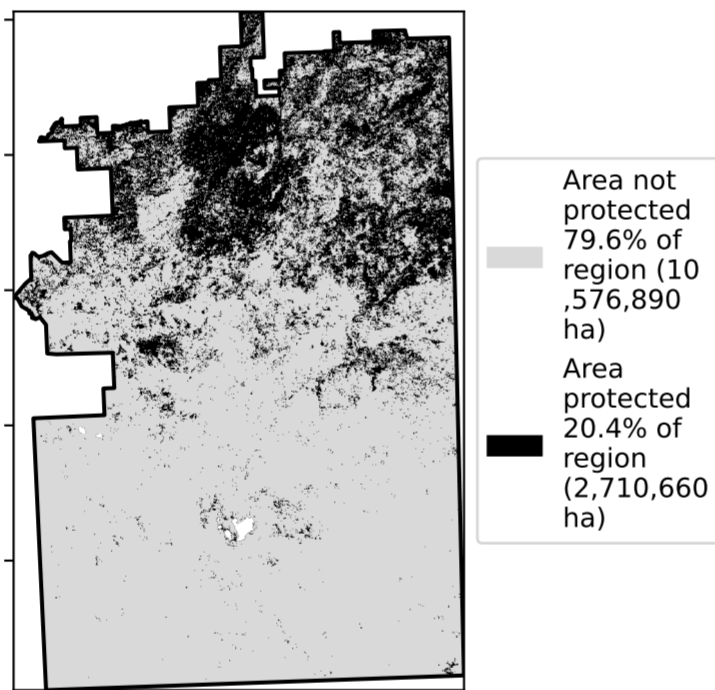 Area not
protected
79.6% of
region (10
,576,890
ha)
Area
protected
20.4% of
region
(2,710,660
ha)